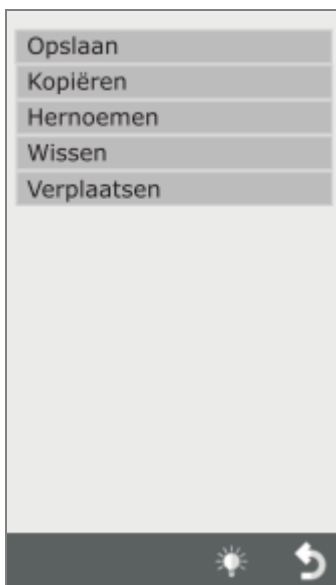 Opslaan
Kopiëren
Hernoemen
Wissen
Verplaatsen